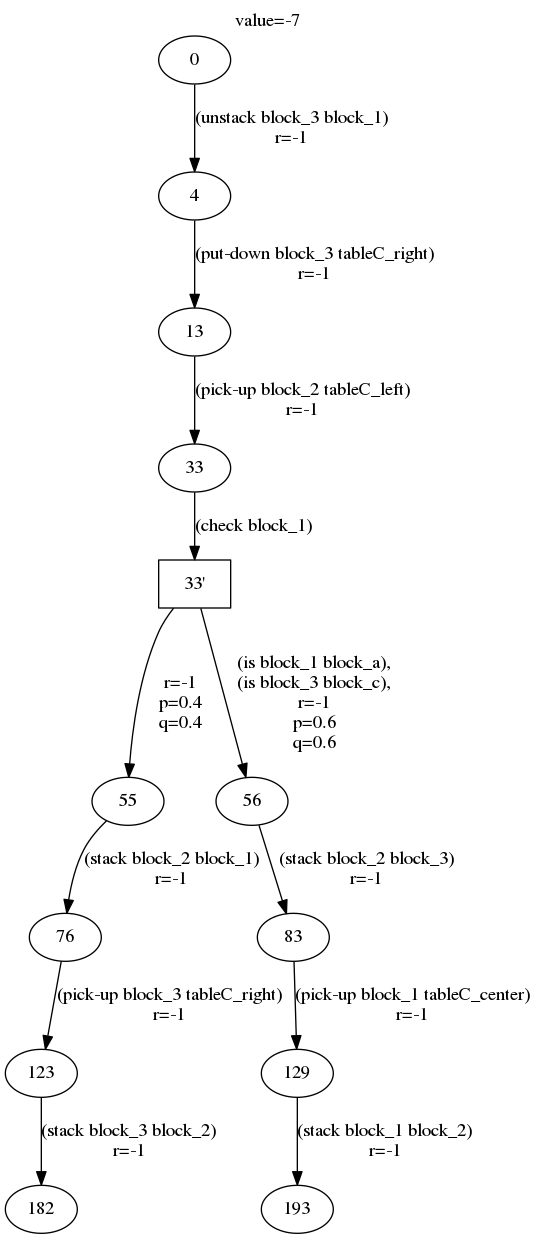 value=-7
0
(unstack block_3 block_1)
r=-1
4
(put-down block_3 tableC_right)
r=-1
13
(pick-up block_2 tableC_left)
r=-1
33
(check block_1)
33'
r=-1
p=0.4
q=0.4
(is block_1 block_a),
(is block_3 block_c),
r=-1
p=0.6
q=0.6
55
56
(stack block_2 block_1)
r=-1
(stack block_2 block_3)
r=-1
76
83
(pick-up block_3 tableC_right)
r=-1
(pick-up block_1 tableC_center)
r=-1
123
129
(stack block_3 block_2)
r=-1
(stack block_1 block_2)
r=-1
182
193